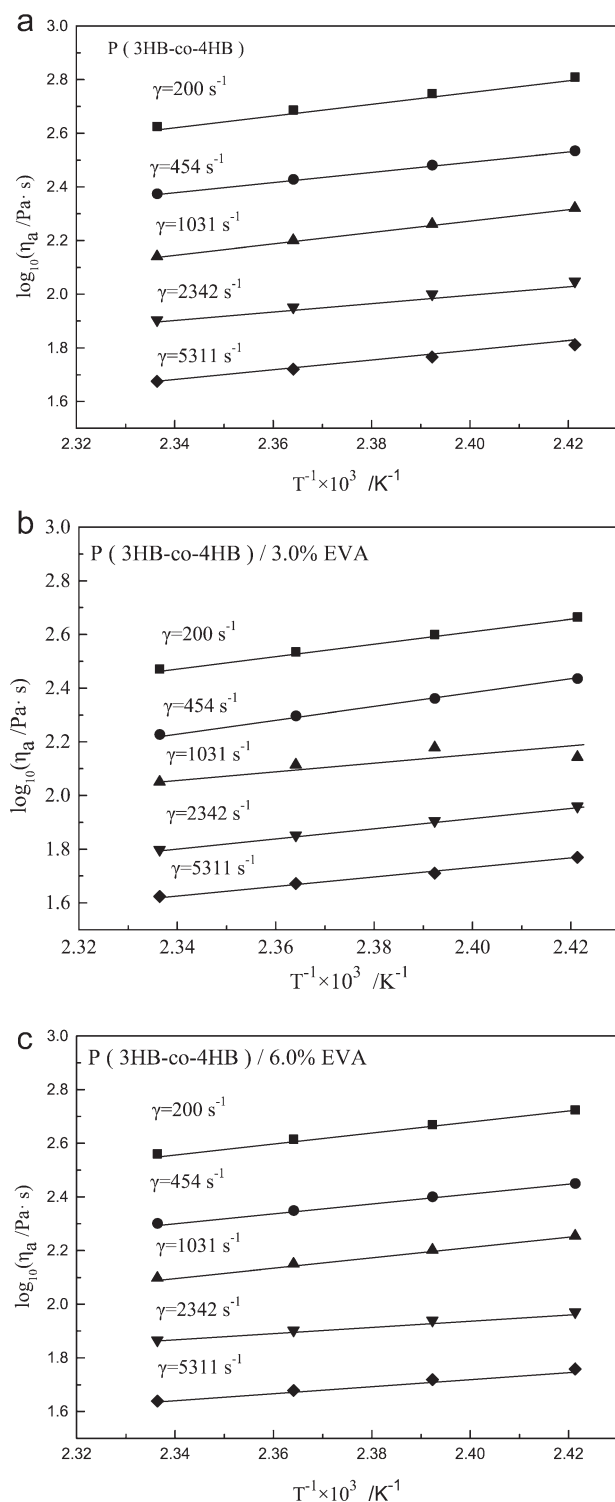 a
P ( 3HB-co-4HB )
γ=200 s⁻¹
γ=454 s⁻¹
γ=1031 s⁻¹
γ=2342 s⁻¹
γ=5311 s⁻¹
3.0
2.8
2.6
2.4
2.2
2.0
1.8
1.6
log₁₀(ηₐ /Pa· s)
2.32 2.34 2.36 2.38 2.40 2.42
T⁻¹×10³ /K⁻¹
b
P ( 3HB-co-4HB ) / 3.0% EVA
γ=200 s⁻¹
γ=454 s⁻¹
γ=1031 s⁻¹
γ=2342 s⁻¹
γ=5311 s⁻¹
3.0
2.8
2.6
2.4
2.2
2.0
1.8
1.6
log₁₀(ηₐ /Pa· s)
2.32 2.34 2.36 2.38 2.40 2.42
T⁻¹×10³ /K⁻¹
c
P ( 3HB-co-4HB ) / 6.0% EVA
γ=200 s⁻¹
γ=454 s⁻¹
γ=1031 s⁻¹
γ=2342 s⁻¹
γ=5311 s⁻¹
3.0
2.8
2.6
2.4
2.2
2.0
1.8
1.6
log₁₀(ηₐ /Pa· s)
2.32 2.34 2.36 2.38 2.40 2.42
T⁻¹×10³ /K⁻¹